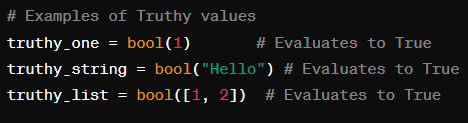 # Examples of Truthy values
truthy_one = bool(1)        # Evaluates to True
truthy_string = bool("Hello") # Evaluates to True
truthy_list = bool([1, 2])  # Evaluates to True